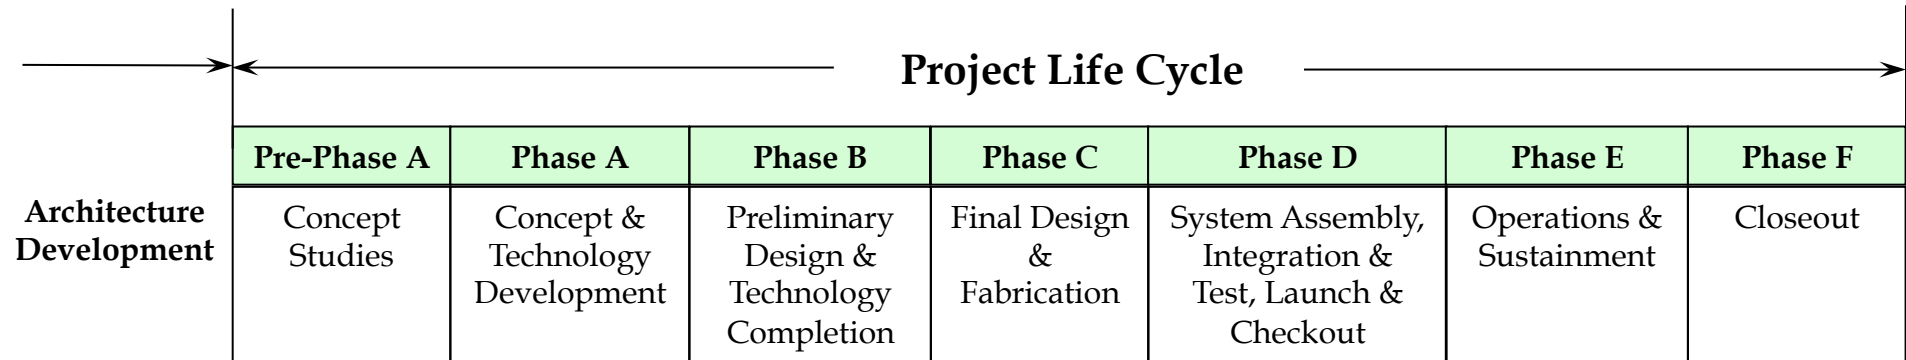 Project Life Cycle
Pre-Phase A
Phase A
Phase B
Phase C
Phase D
Phase E
Phase F
Architecture
Development
Concept
Studies
Concept &
Technology
Development
Preliminary
Design &
Technology
Completion
Final Design
&
Fabrication
System Assembly,
Integration &
Test, Launch &
Checkout
Operations &
Sustainment
Closeout